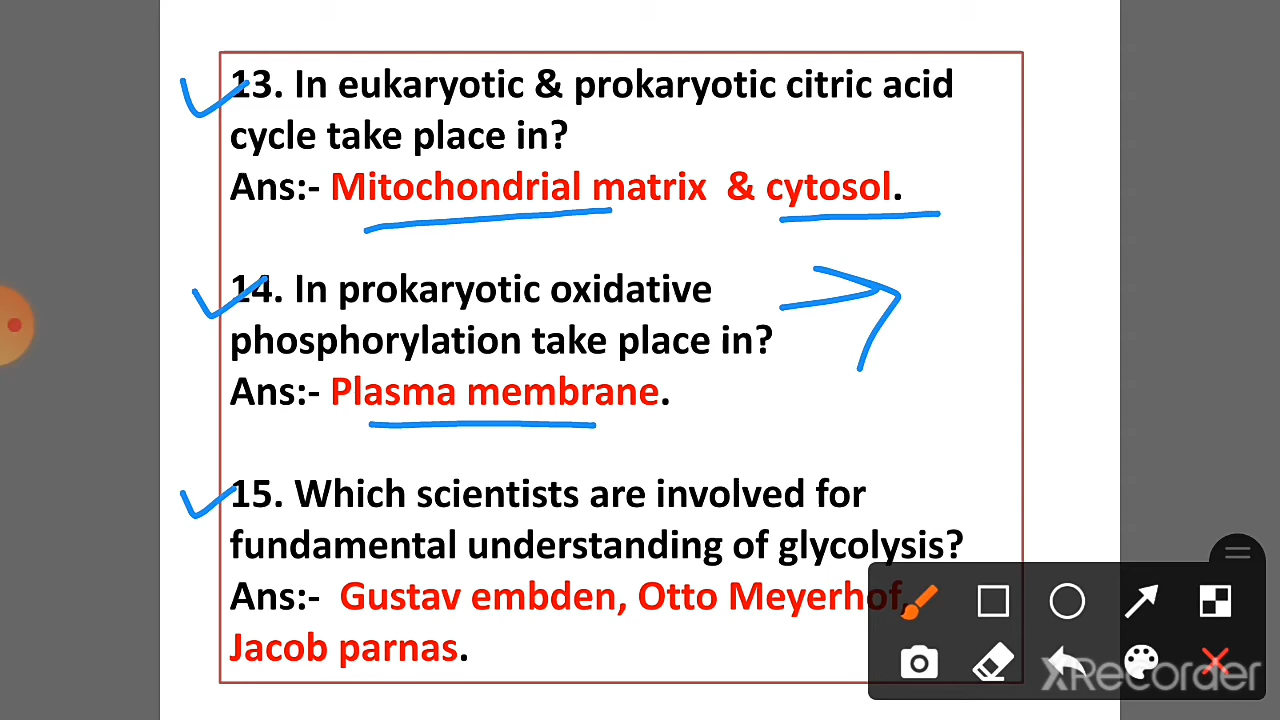 13. In eukaryotic & prokaryotic citric acid
cycle take place in?
Ans:- Mitochondrial matrix & cytosol.
14. In prokaryotic oxidative
phosphorylation take place in?
Ans:- Plasma membrane.
15. Which scientists are involved for
fundamental understanding of glycolysis?
Ans:- Gustav embden, Otto Meyerhof,
Jacob parnas.
XRecorder